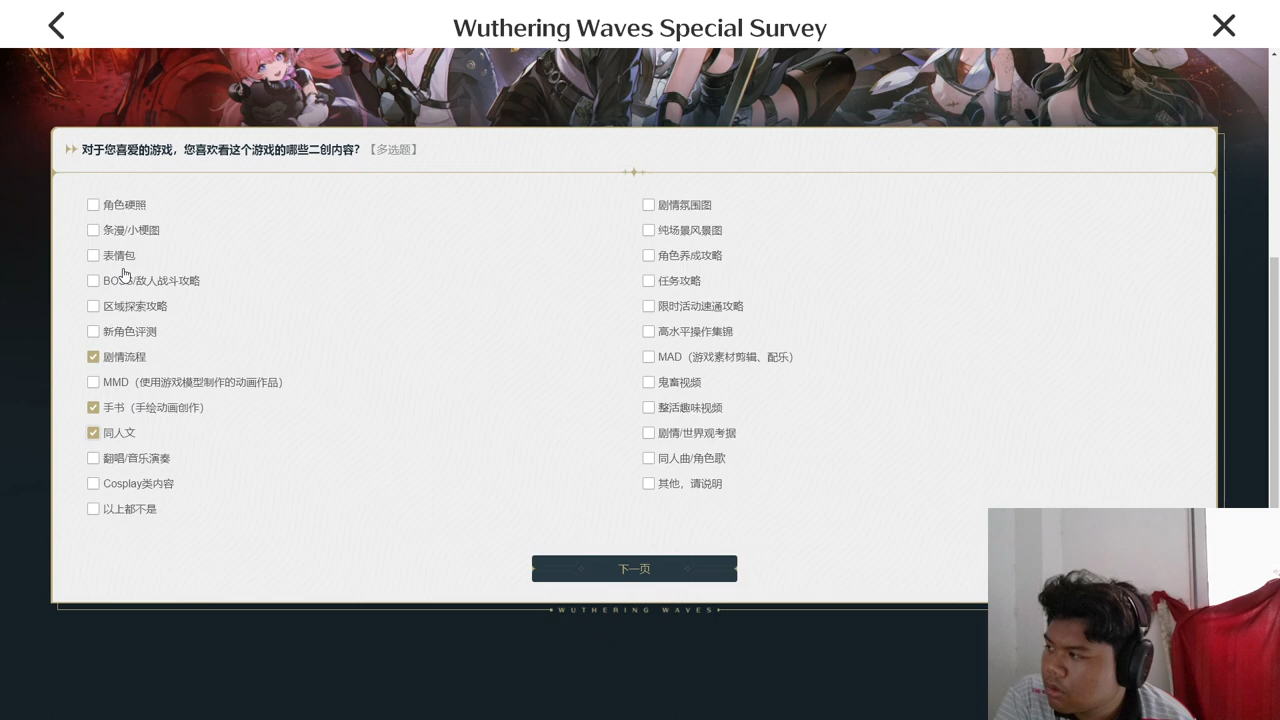 Wuthering Waves Special Survey
对于您喜爱的游戏，您喜欢看这个游戏的哪些二创内容？【多选题】
角色硬照
剧情氛围图
条漫/小梗图
纯场景风景图
表情包
角色养成攻略
BOSS/敌人战斗攻略
任务攻略
区域探索攻略
限时活动速通攻略
新角色评测
高水平操作集锦
剧情流程
MAD（游戏素材剪辑、配乐）
MMD（使用游戏模型制作的动画作品）
鬼畜视频
手书（手绘动画创作）
整活趣味视频
同人文
剧情/世界观考据
翻唱/音乐演奏
同人曲/角色歌
Cosplay类内容
其他，请说明
以上都不是
下一页
WUTHERING WAVES